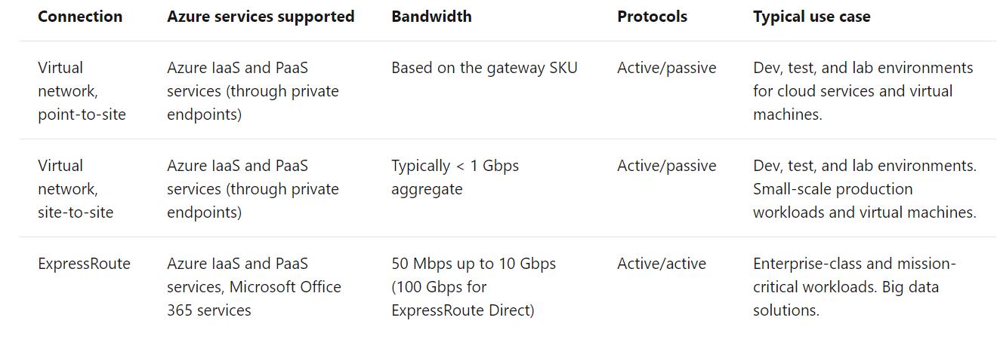 Connection Azure services supported Bandwidth Protocols Typical use case
Virtual network, point-to-site
Azure IaaS and PaaS services (through private endpoints)
Based on the gateway SKU
Active/passive
Dev, test, and lab environments for cloud services and virtual machines.
Virtual network, site-to-site
Azure IaaS and PaaS services (through private endpoints)
Typically < 1 Gbps aggregate
Active/passive
Dev, test, and lab environments. Small-scale production workloads and virtual machines.
ExpressRoute
Azure IaaS and PaaS services, Microsoft Office 365 services
50 Mbps up to 10 Gbps (100 Gbps for ExpressRoute Direct)
Active/active
Enterprise-class and mission-critical workloads. Big data solutions.